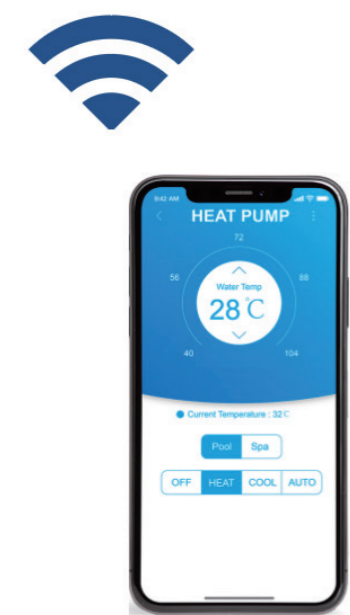 9:42 AM
HEAT PUMP
72
56 88
Water Temp
28℃
40 104
Current Temperature : 32℃
Pool Spa
OFF HEAT COOL AUTO